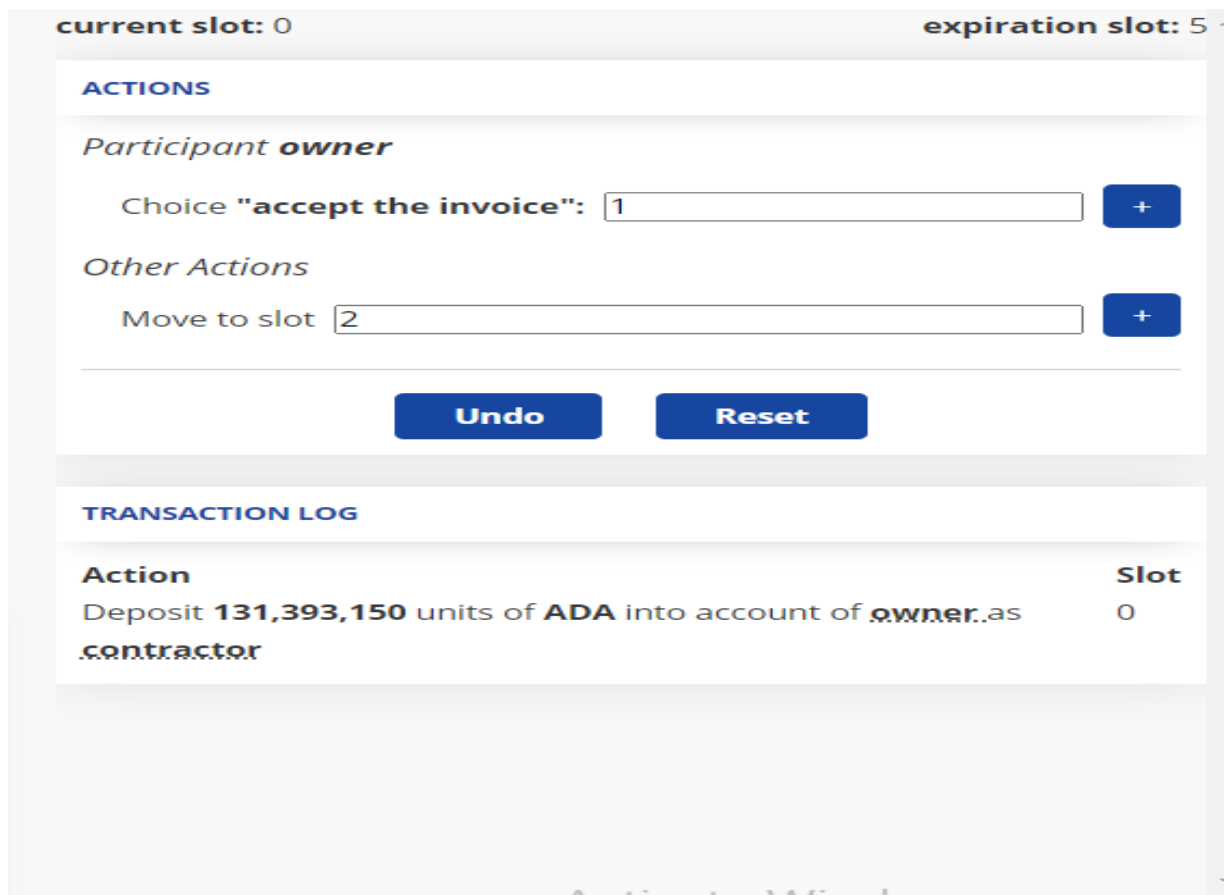 current slot: 0 expiration slot: 5
ACTIONS
Participant owner
Choice "accept the invoice": 1 +
Other Actions
Move to slot 2 +
Undo Reset
TRANSACTION LOG
Action Slot
Deposit 131,393,150 units of ADA into account of owner as 0
contractor